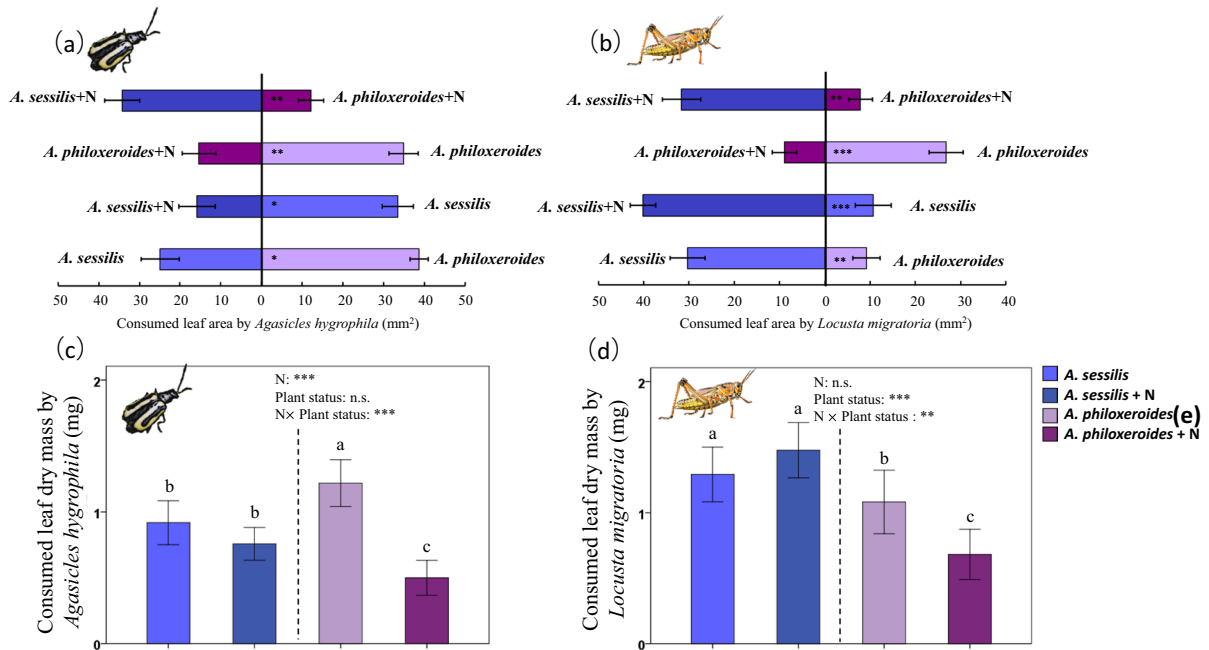 (a)
A. sessilis+N ** A. philoxeroides+N
A. philoxeroides+N ** A. philoxeroides
A. sessilis+N * A. sessilis
A. sessilis * A. philoxeroides
50 40 30 20 10 0 10 20 30 40 50
Consumed leaf area by Agasicles hygrophila (mm²)
(b)
A. sessilis+N ** A. philoxeroides+N
A. philoxeroides+N *** A. philoxeroides
A. sessilis+N *** A. sessilis
A. sessilis ** A. philoxeroides
50 40 30 20 10 0 10 20 30 40
Consumed leaf area by Locusta migratoria (mm²)
(c)
Consumed leaf dry mass by
Agasicles hygrophila (mg)
2
1
0
N: ***
Plant status: n.s.
N× Plant status: ***
b b a c
(d)
Consumed leaf dry mass by
Locusta migratoria (mg)
2
1
0
N: n.s.
Plant status: ***
N × Plant status : **
a a b c
A. sessilis
A. sessilis + N
A. philoxeroides(e)
A. philoxeroides + N